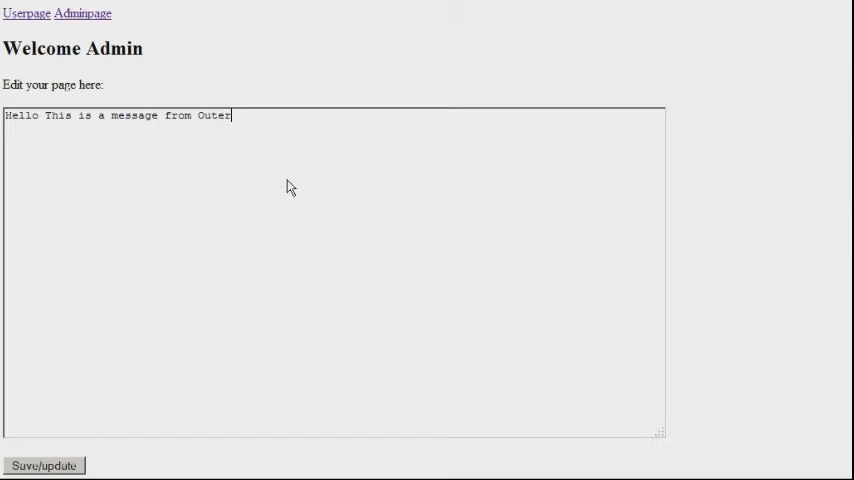 Userpage Adminpage
Welcome Admin
Edit your page here:
Hello This is a message from Outer
Save/update